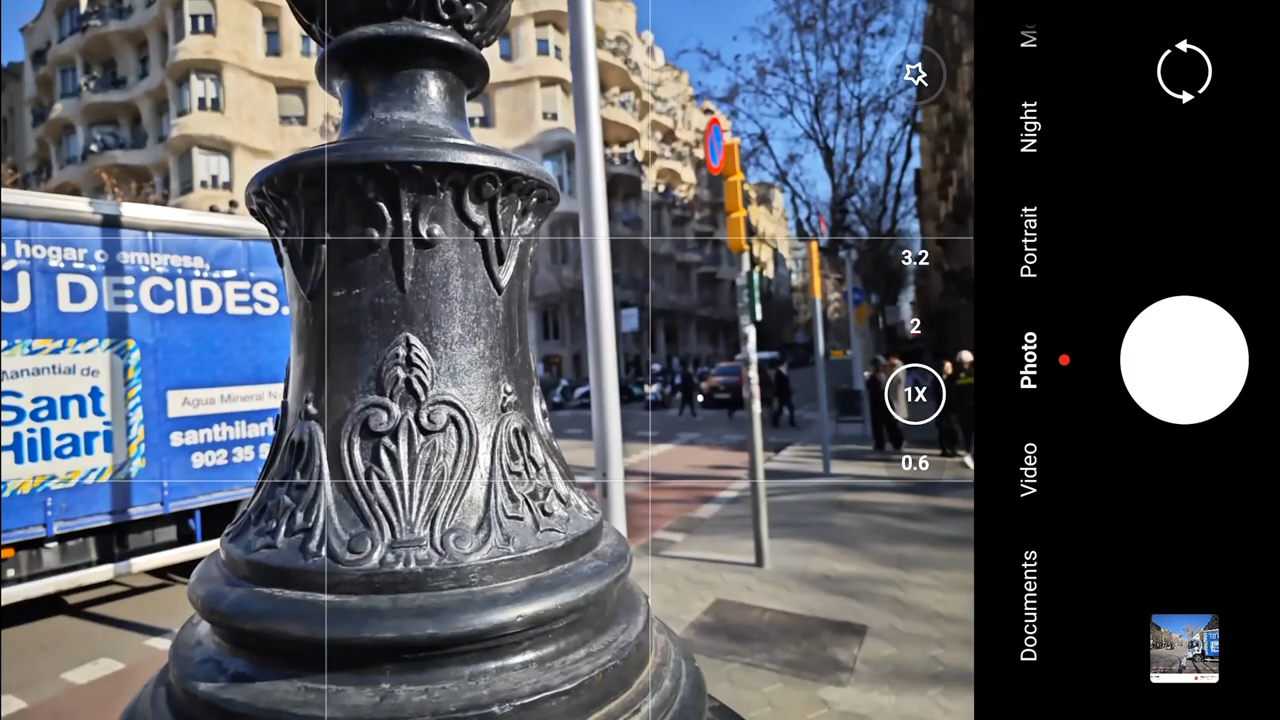 hogar o empresa,
Ú DECIDES.
Manantial de
Sant
Hilari
Agua Mineral N
santhilari
902 35 5
3.2
2
1X
0.6
Night
Portrait
Photo
Video
Documents